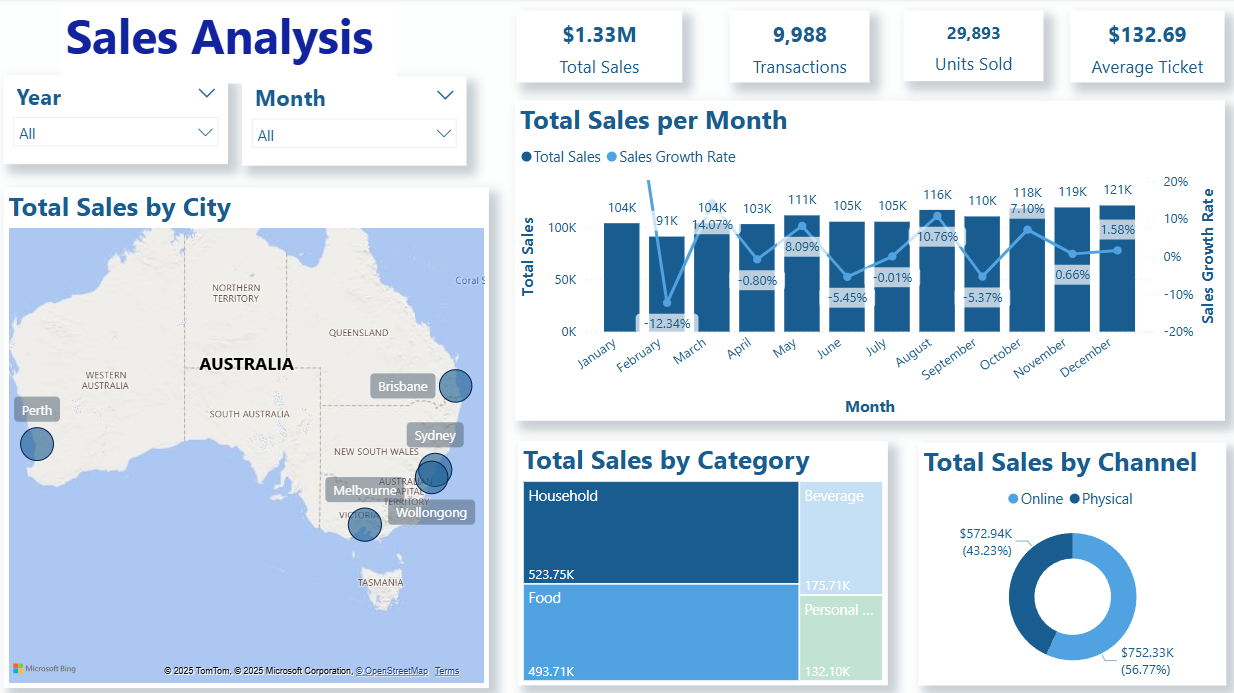 Sales Analysis
$1.33M
Total Sales
9,988
Transactions
29,893
Units Sold
$132.69
Average Ticket
Year
All
Month
All
Total Sales by City
NORTHERN
TERRITORY
QUEENSLAND
AUSTRALIA
WESTERN
AUSTRALIA
SOUTH AUSTRALIA
NEW SOUTH WALES
TASMANIA
Coral S
Perth
Brisbane
Sydney
Melbourne
Wollongong
Microsoft Bing
© 2025 TomTom, © 2025 Microsoft Corporation, © OpenStreetMap Terms
Total Sales per Month
Total Sales
Sales Growth Rate
Total Sales
100K
50K
0K
104K
91K
104K
103K
111K
105K
105K
116K
110K
118K
119K
121K
-12.34%
14.07%
-0.80%
8.09%
-5.45%
-0.01%
10.76%
-5.37%
7.10%
0.66%
1.58%
20%
10%
0%
-10%
-20%
Sales Growth Rate
January
February
March
April
May
June
July
August
September
October
November
December
Month
Total Sales by Category
Household
523.75K
Food
493.71K
Beverage
175.71K
Personal ...
132.10K
Total Sales by Channel
Online
Physical
$572.94K
(43.23%)
$752.33K
(56.77%)